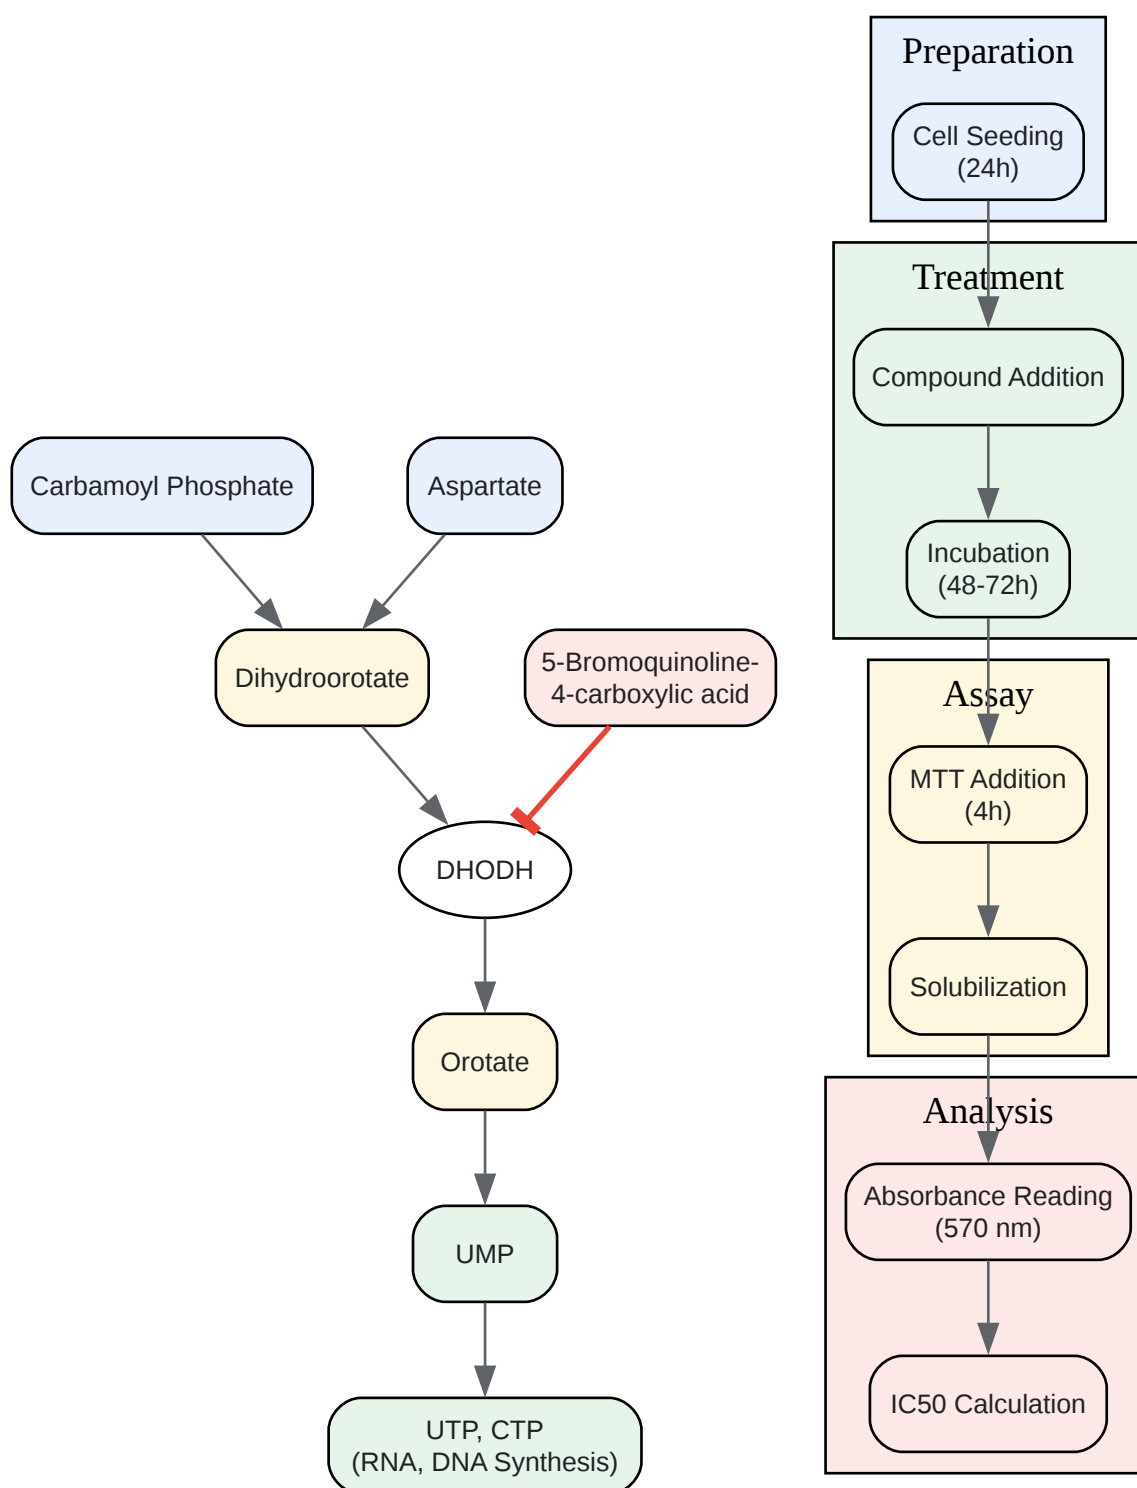 Carbamoyl Phosphate
Aspartate
Dihydroorotate
5-Bromoquinoline-
4-carboxylic acid
DHODH
Orotate
UMP
UTP, CTP
(RNA, DNA Synthesis)
Preparation
Cell Seeding
(24h)
Treatment
Compound Addition
Incubation
(48-72h)
Assay
MTT Addition
(4h)
Solubilization
Analysis
Absorbance Reading
(570 nm)
IC50 Calculation